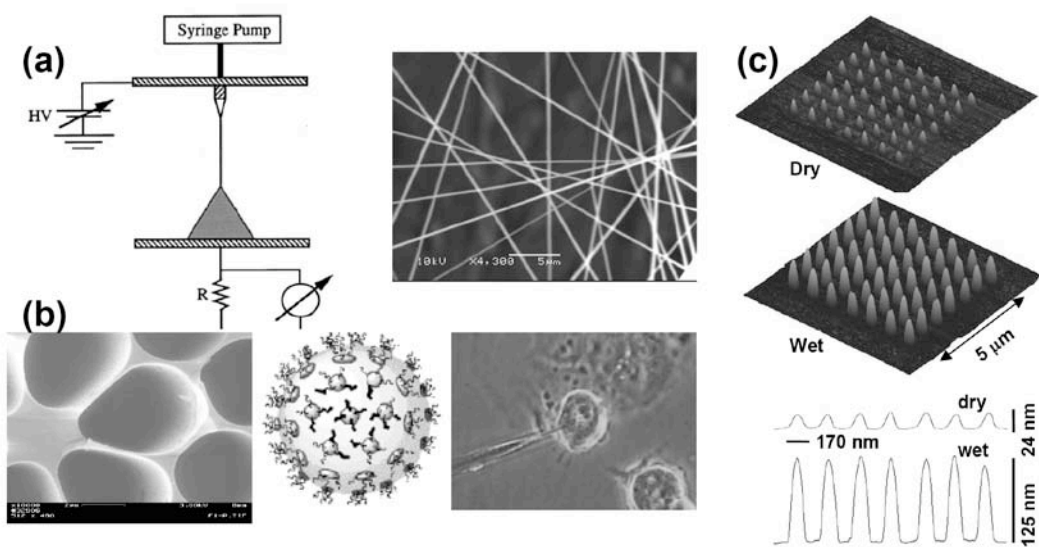 (a)
Syringe Pump
HV
R
10kV X4,300 5μm
(b)
(c)
Dry
Wet
5 μm
dry
24 nm
170 nm
wet
125 nm